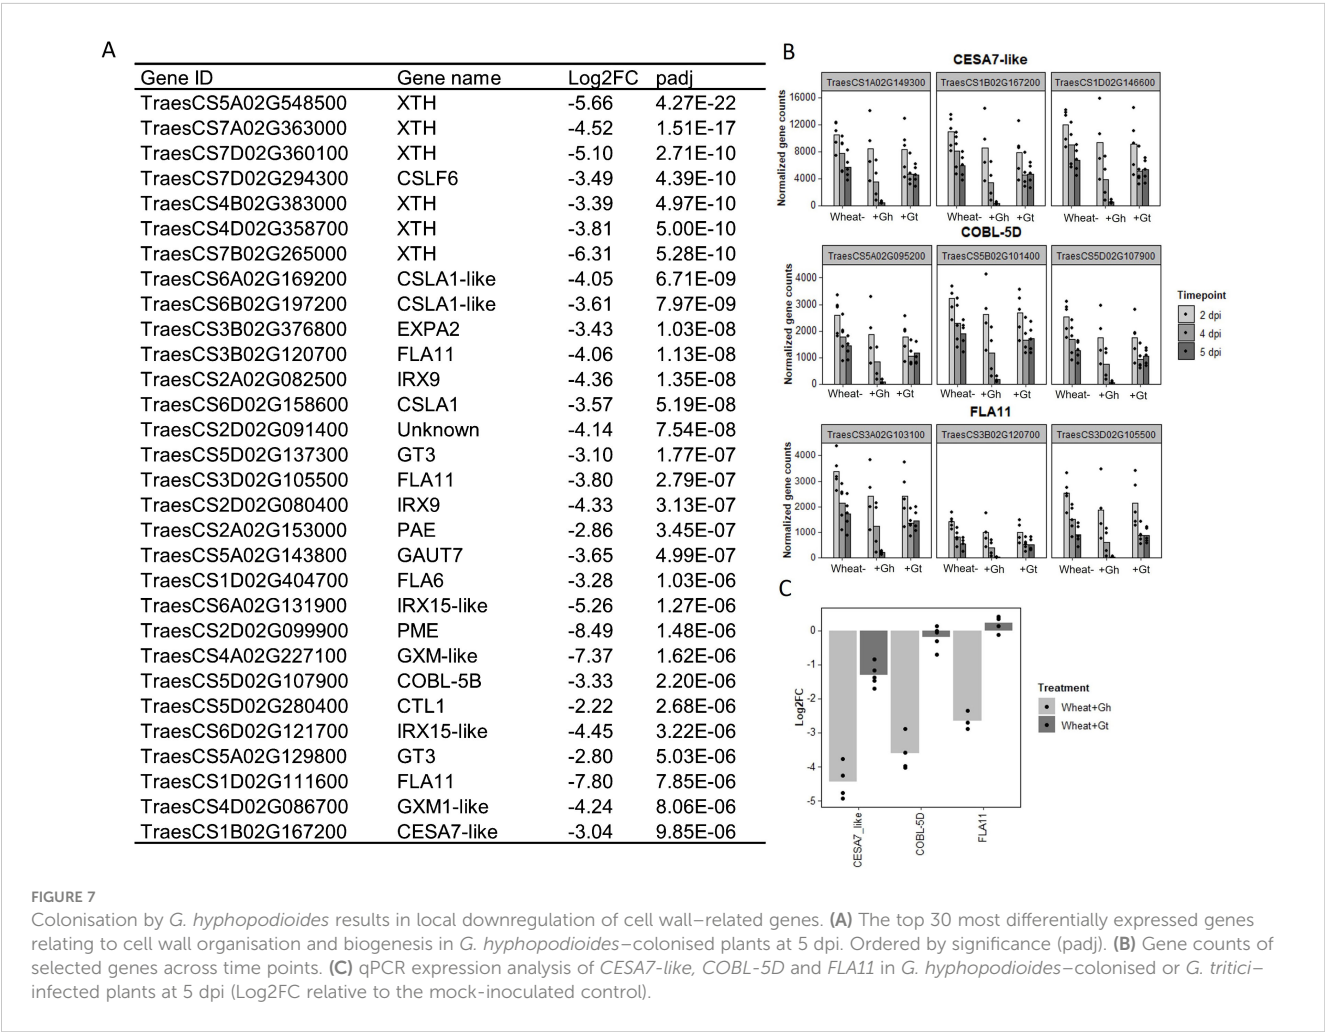 A
Gene ID Gene name Log2FC padj
TraesCS5A02G548500 XTH -5.66 4.27E-22
TraesCS7A02G363000 XTH -4.52 1.51E-17
TraesCS7D02G360100 XTH -5.10 2.71E-10
TraesCS7D02G294300 CSLF6 -3.49 4.39E-10
TraesCS4B02G383000 XTH -3.39 4.97E-10
TraesCS4D02G358700 XTH -3.81 5.00E-10
TraesCS7B02G265000 XTH -6.31 5.28E-10
TraesCS6A02G169200 CSLA1-like -4.05 6.71E-09
TraesCS6B02G197200 CSLA1-like -3.61 7.97E-09
TraesCS3B02G376800 EXPA2 -3.43 1.03E-08
TraesCS3B02G120700 FLA11 -4.06 1.13E-08
TraesCS2A02G082500 IRX9 -4.36 1.35E-08
TraesCS6D02G158600 CSLA1 -3.57 5.19E-08
TraesCS2D02G091400 Unknown -4.14 7.54E-08
TraesCS5D02G137300 GT3 -3.10 1.77E-07
TraesCS3D02G105500 FLA11 -3.80 2.79E-07
TraesCS2D02G080400 IRX9 -4.33 3.13E-07
TraesCS2A02G153000 PAE -2.86 3.45E-07
TraesCS5A02G143800 GAUT7 -3.65 4.99E-07
TraesCS1D02G404700 FLA6 -3.28 1.03E-06
TraesCS6A02G131900 IRX15-like -5.26 1.27E-06
TraesCS2D02G099900 PME -8.49 1.48E-06
TraesCS4A02G227100 GXM-like -7.37 1.62E-06
TraesCS5D02G107900 COBL-5B -3.33 2.20E-06
TraesCS5D02G280400 CTL1 -2.22 2.68E-06
TraesCS6D02G121700 IRX15-like -4.45 3.22E-06
TraesCS5A02G129800 GT3 -2.80 5.03E-06
TraesCS1D02G111600 FLA11 -7.80 7.85E-06
TraesCS4D02G086700 GXM1-like -4.24 8.06E-06
TraesCS1B02G167200 CESA7-like -3.04 9.85E-06
B
CESA7-like
TraesCS1A02G149300 TraesCS1B02G167200 TraesCS1D02G146600
Normalized gene counts
16000
12000
8000
4000
0
Wheat- +Gh +Gt Wheat- +Gh +Gt Wheat- +Gh +Gt
COBL-5D
TraesCS5A02G095200 TraesCS5B02G101400 TraesCS5D02G107900
Normalized gene counts
4000
3000
2000
1000
0
Wheat- +Gh +Gt Wheat- +Gh +Gt Wheat- +Gh +Gt
FLA11
TraesCS3A02G103100 TraesCS3B02G120700 TraesCS3D02G105500
Normalized gene counts
4000
3000
2000
1000
0
Wheat- +Gh +Gt Wheat- +Gh +Gt Wheat- +Gh +Gt
Timepoint
2 dpi
4 dpi
5 dpi
C
Log2FC
0
-1
-2
-3
-4
-5
CESA7_like
COBL-5D
FLA11
Treatment
Wheat+Gh
Wheat+Gt
FIGURE 7
Colonisation by G. hyphopodioides results in local downregulation of cell wall–related genes. (A) The top 30 most differentially expressed genes
relating to cell wall organisation and biogenesis in G. hyphopodioides–colonised plants at 5 dpi. Ordered by significance (padj). (B) Gene counts of
selected genes across time points. (C) qPCR expression analysis of CESA7-like, COBL-5D and FLA11 in G. hyphopodioides–colonised or G. tritici–
infected plants at 5 dpi (Log2FC relative to the mock-inoculated control).